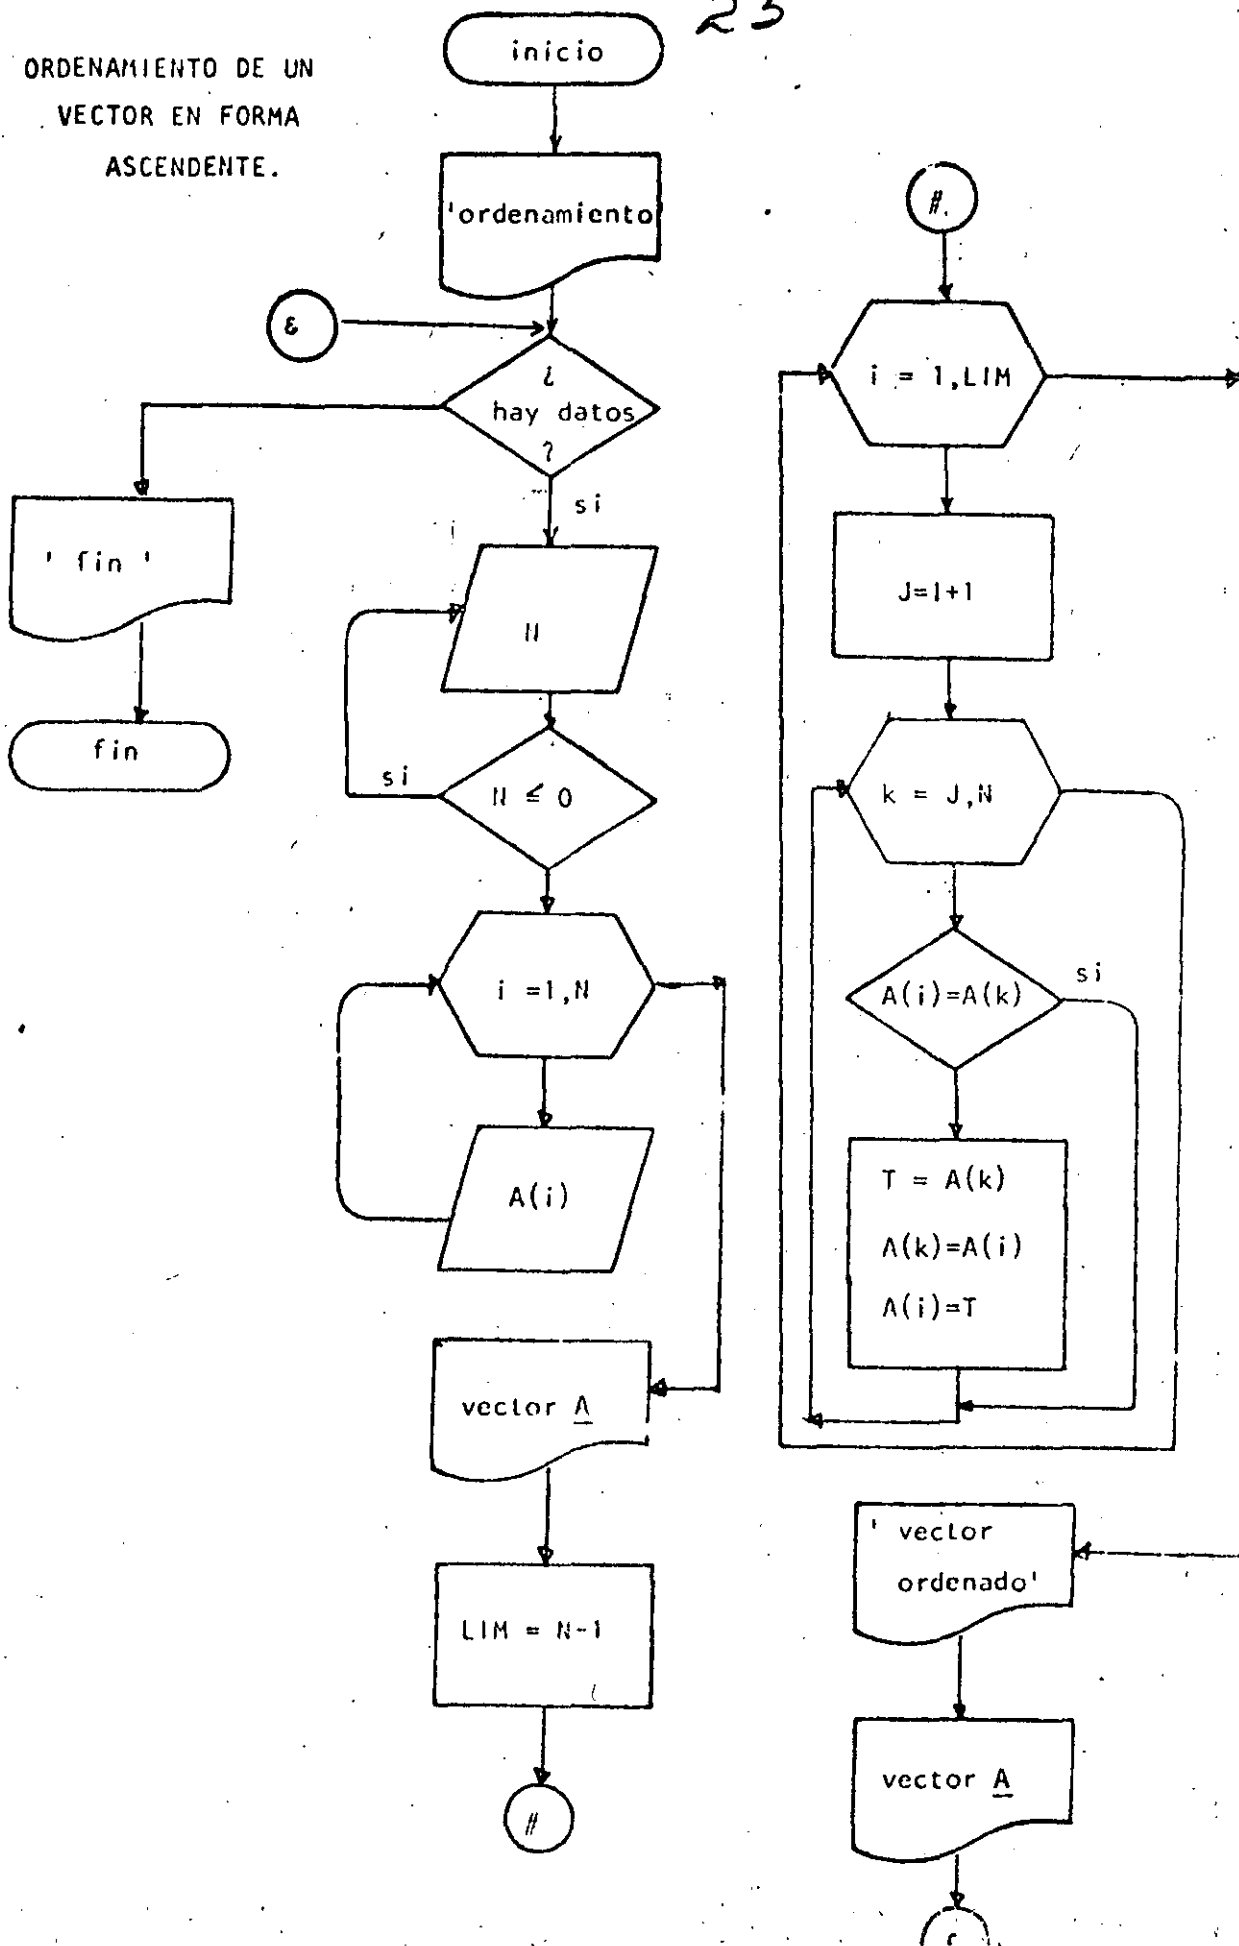 23
ORDENAMIENTO DE UN
VECTOR EN FORMA
ASCENDENTE.
inicio
'ordenamiento
&
¿
hay datos
?
si
' fin '
fin
N
si
N ≤ 0
i =1,N
A(i)
vector A
LIM = N-1
#
#.
i = 1,LIM
J=I+1
k = J,N
A(i)=A(k)
si
T = A(k)
A(k)=A(i)
A(i)=T
' vector
ordenado'
vector A